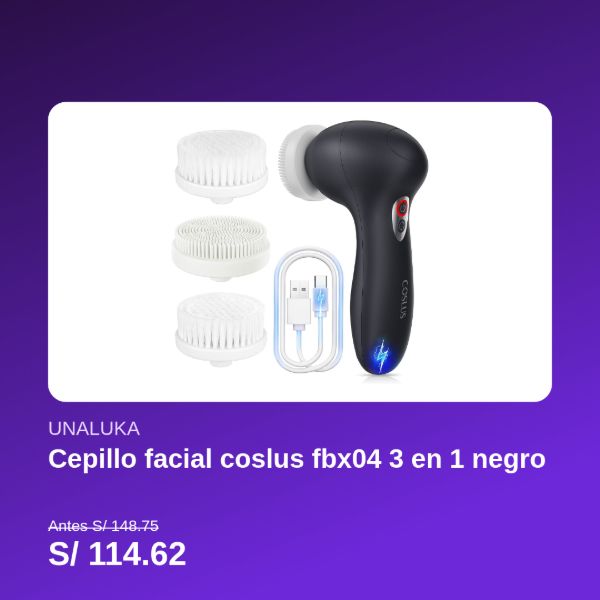 COSLUS
UNALUKA
Cepillo facial coslus fbx04 3 en 1 negro
Antes S/ 148.75
S/ 114.62